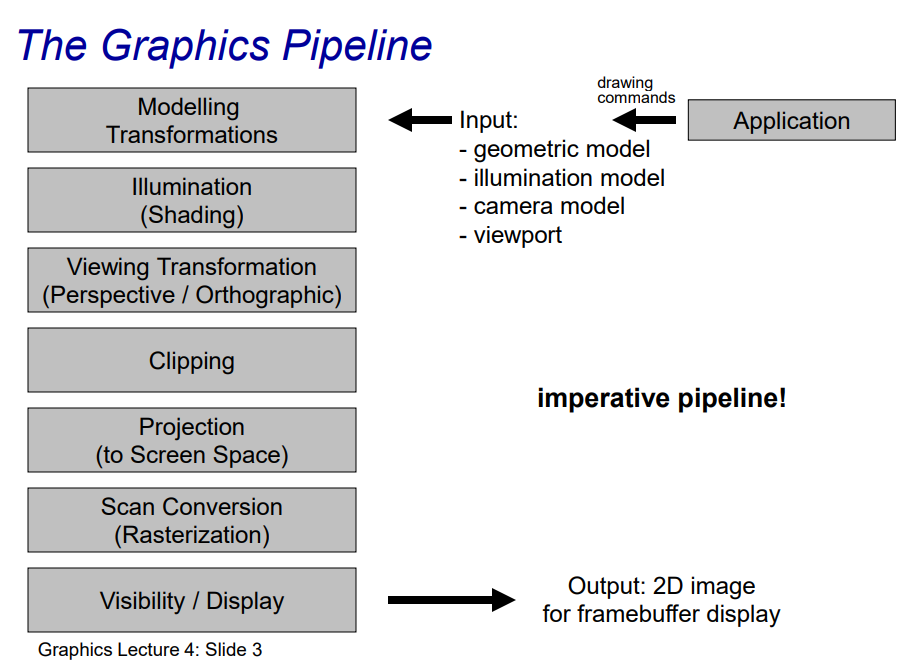 The Graphics Pipeline
Modelling
Transformations
Illumination
(Shading)
Viewing Transformation
(Perspective / Orthographic)
Clipping
Projection
(to Screen Space)
Scan Conversion
(Rasterization)
Visibility / Display
drawing
commands
Application
Input:
- geometric model
- illumination model
- camera model
- viewport
imperative pipeline!
Output: 2D image
for framebuffer display
Graphics Lecture 4: Slide 3